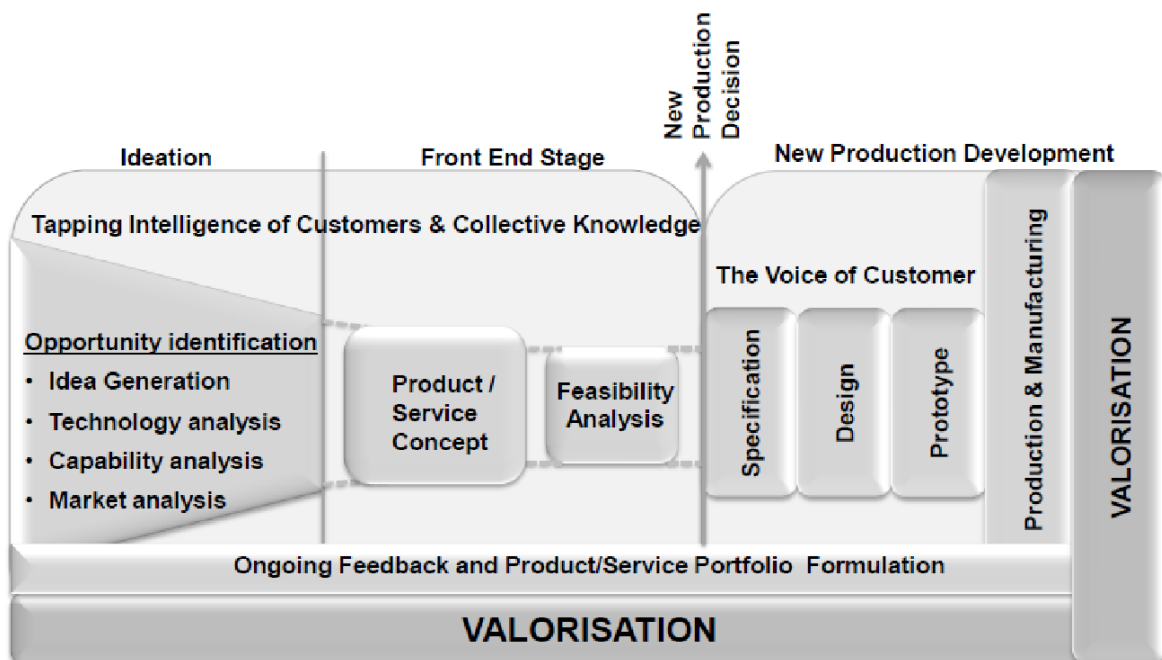 New
Production
Decision
Ideation
Front End Stage
New Production Development
Tapping Intelligence of Customers & Collective Knowledge
The Voice of Customer
Opportunity identification
• Idea Generation
• Technology analysis
• Capability analysis
• Market analysis
Product /
Service
Concept
Feasibility
Analysis
Specification
Design
Prototype
Production & Manufacturing
VALORISATION
Ongoing Feedback and Product/Service Portfolio Formulation
VALORISATION